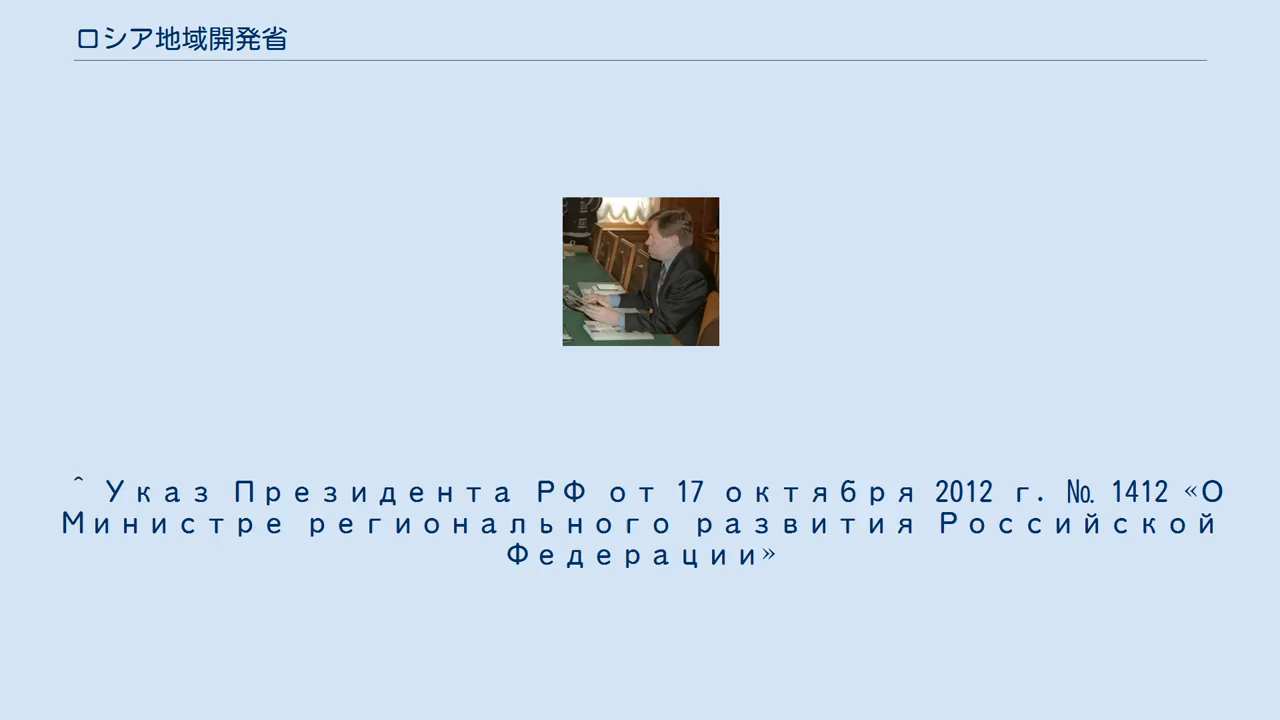 ロシア地域開発省
^ Указ Президента РФ от 17 октября 2012 г. № 1412 «О
Министре регионального развития Российской
Федерации»